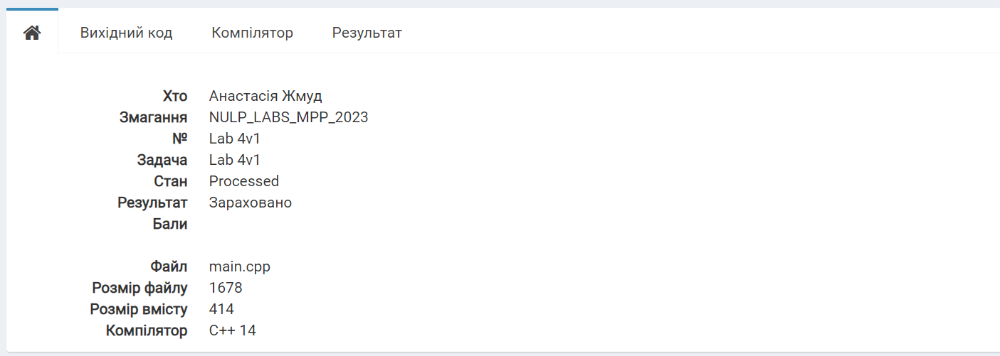 Вихідний код Компілятор Результат
Хто Анастасія Жмуд
Змагання NULP_LABS_MPP_2023
№ Lab 4v1
Задача Lab 4v1
Стан Processed
Результат Зараховано
Бали
Файл main.cpp
Розмір файлу 1678
Розмір вмісту 414
Компілятор C++ 14